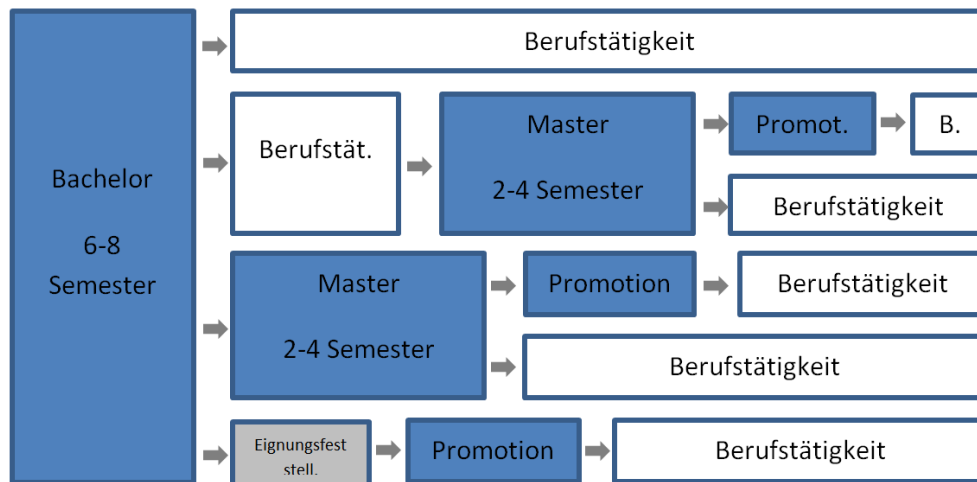 Bachelor
6-8
Semester
Berufstätigkeit
Berufstät.
Master
2-4 Semester
Promot.
B.
Berufstätigkeit
Master
2-4 Semester
Promotion
Berufstätigkeit
Berufstätigkeit
Eignungsfest
stell.
Promotion
Berufstätigkeit